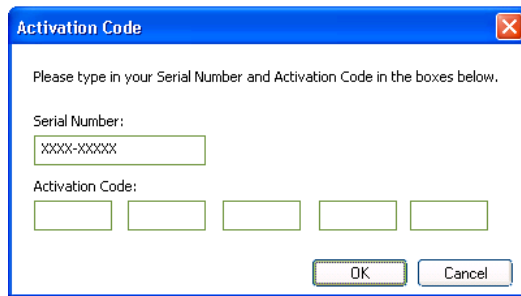 Activation Code
Please type in your Serial Number and Activation Code in the boxes below.
Serial Number:
XXXX-XXXXX
Activation Code:
OK Cancel